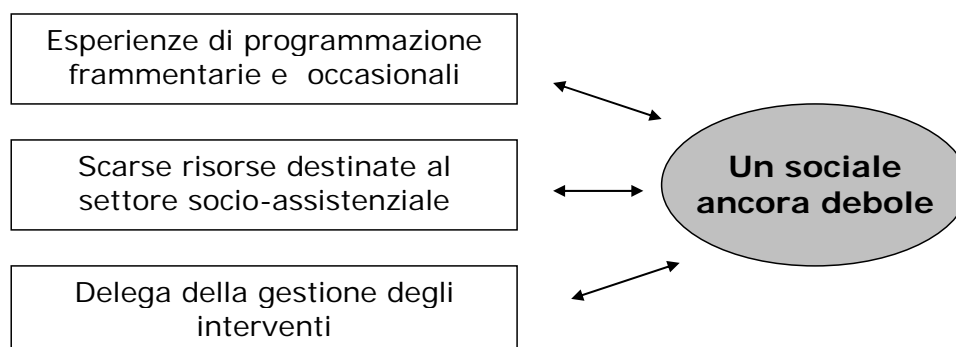 Esperienze di programmazione
frammentarie e occasionali
Scarse risorse destinate al
settore socio-assistenziale
Delega della gestione degli
interventi
Un sociale
ancora debole